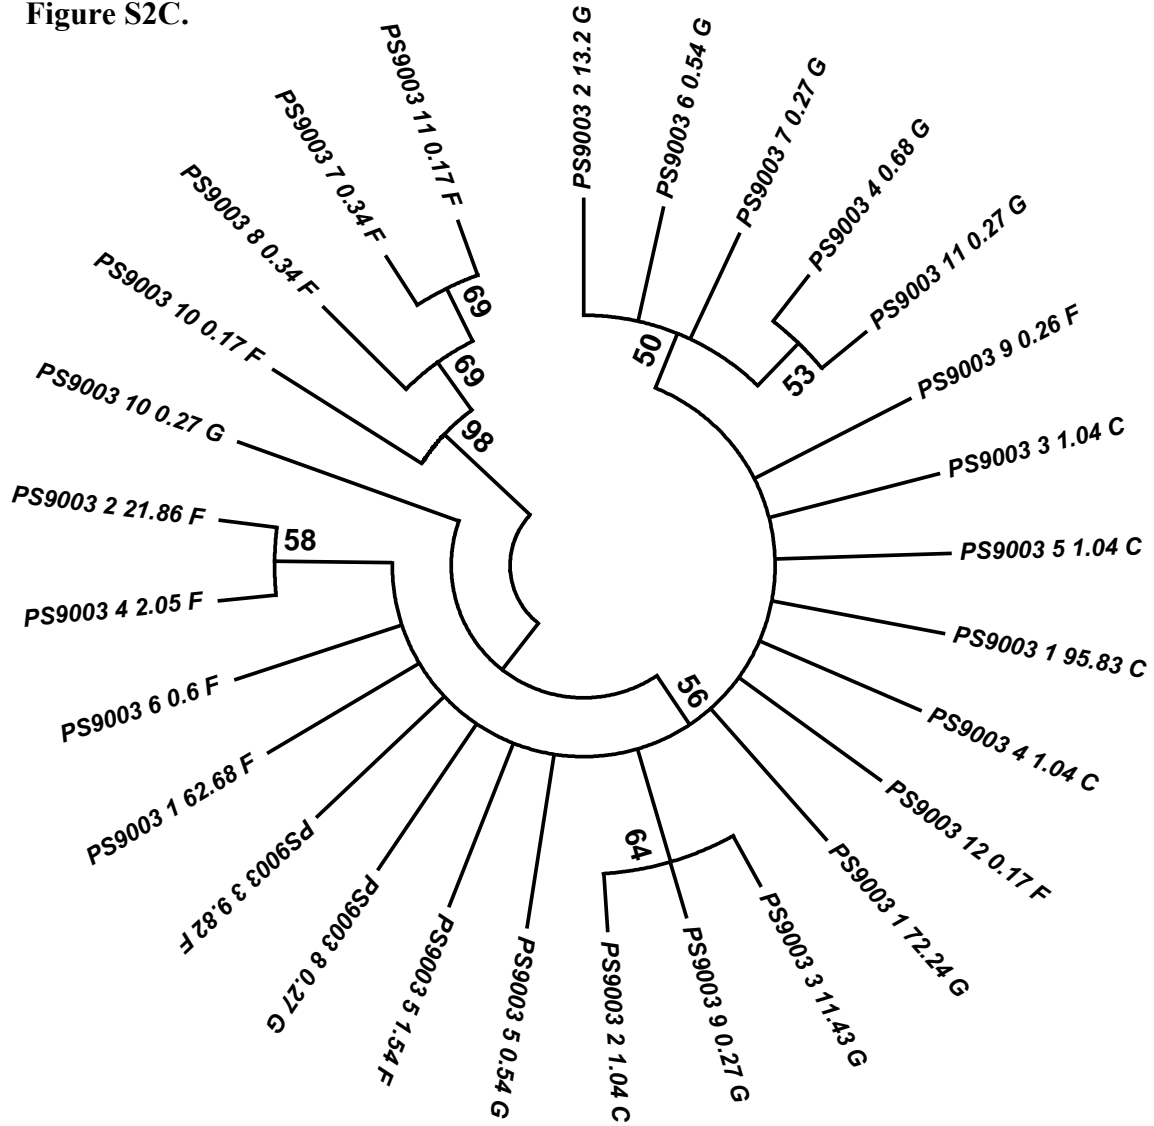 Figure S2C.
PS9003 2 13.2 G
PS9003 6 0.54 G
PS9003 7 0.27 G
PS9003 4 0.68 G
PS9003 11 0.27 G
PS9003 9 0.26 F
PS9003 3 1.04 C
PS9003 5 1.04 C
PS9003 1 95.83 C
PS9003 4 1.04 C
PS9003 12 0.17 F
PS9003 1 72.24 G
PS9003 3 11.43 G
PS9003 9 0.27 G
PS9003 2 1.04 C
PS9003 5 0.54 G
PS9003 5 1.54 F
PS9003 8 0.27 G
PS9003 3 9.82 F
PS9003 1 62.68 F
PS9003 6 0.6 F
PS9003 4 2.05 F
PS9003 2 21.86 F
PS9003 10 0.27 G
PS9003 10 0.17 F
PS9003 8 0.34 F
PS9003 7 0.34 F
PS9003 11 0.17 F
50
53
56
64
58
98
69
69